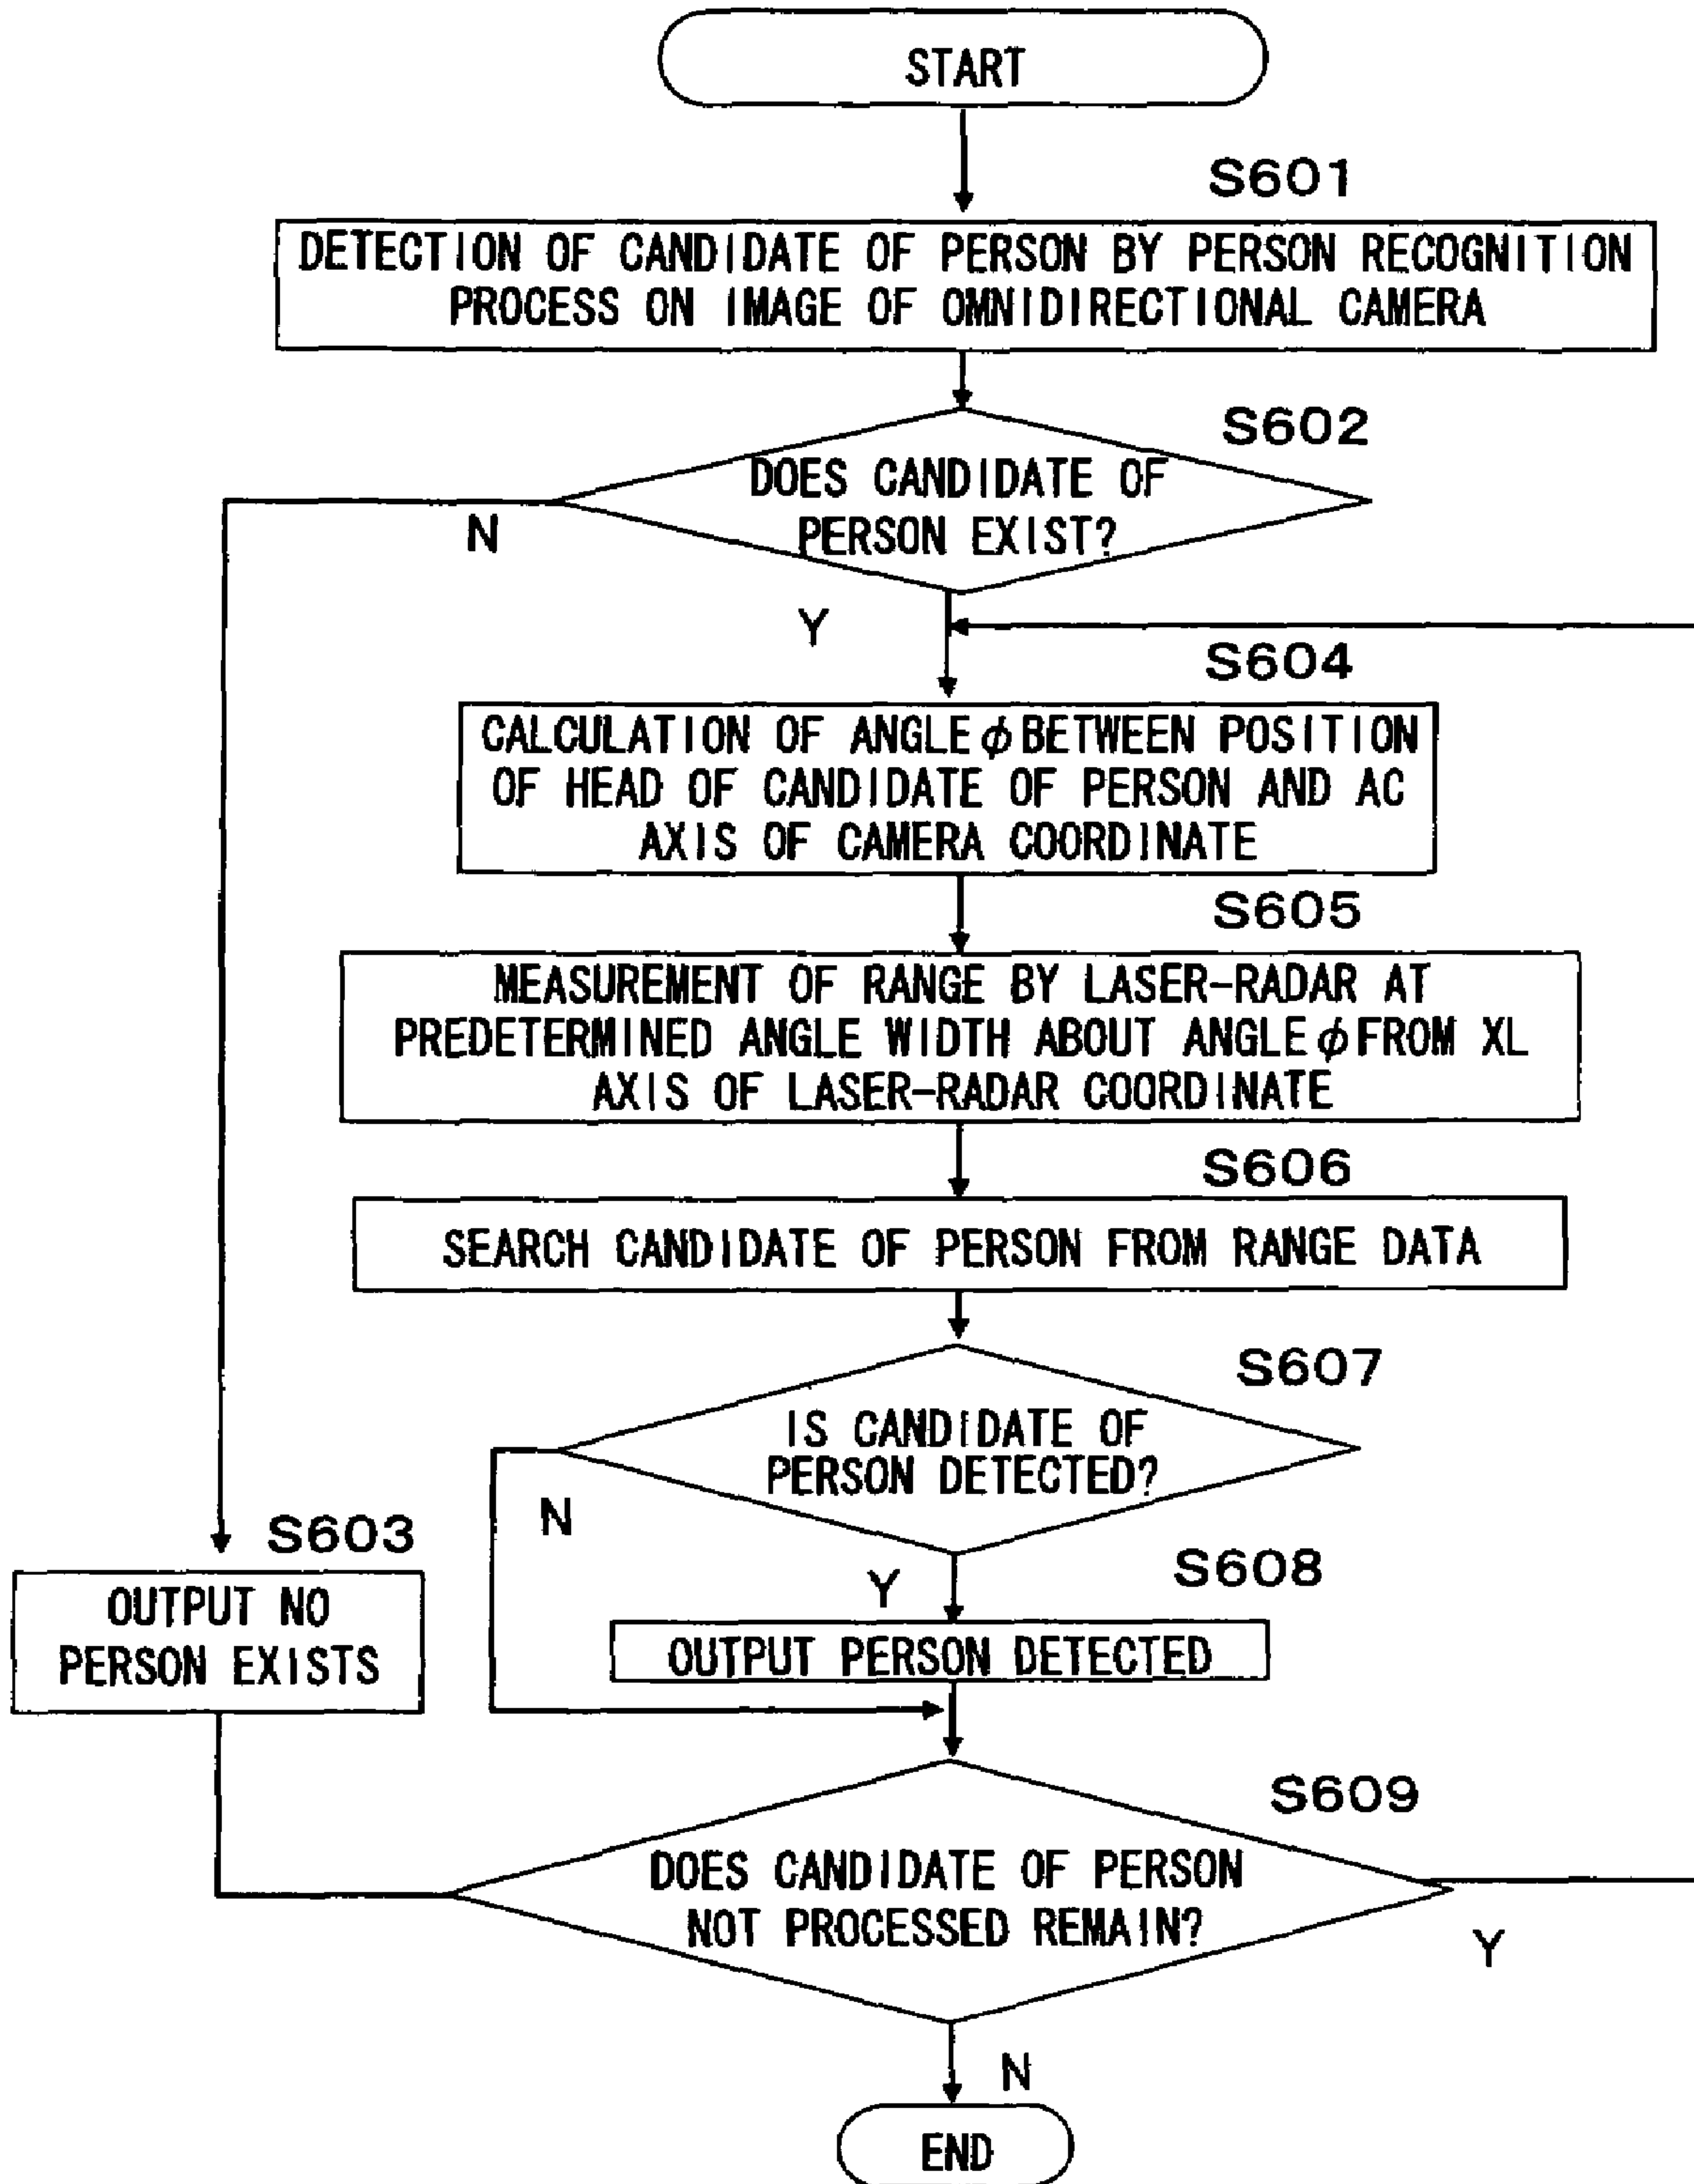 START
S601
DETECTION OF CANDIDATE OF PERSON BY PERSON RECOGNITION
PROCESS ON IMAGE OF OMNIDIRECTIONAL CAMERA
S602
DOES CANDIDATE OF
PERSON EXIST?
N
Y
S604
CALCULATION OF ANGLE ϕ BETWEEN POSITION
OF HEAD OF CANDIDATE OF PERSON AND AC
AXIS OF CAMERA COORDINATE
S605
MEASUREMENT OF RANGE BY LASER-RADAR AT
PREDETERMINED ANGLE WIDTH ABOUT ANGLE ϕ FROM XL
AXIS OF LASER-RADAR COORDINATE
S606
SEARCH CANDIDATE OF PERSON FROM RANGE DATA
S607
IS CANDIDATE OF
PERSON DETECTED?
N
Y
S603
OUTPUT NO
PERSON EXISTS
S608
OUTPUT PERSON DETECTED
S609
DOES CANDIDATE OF PERSON
NOT PROCESSED REMAIN?
Y
N
END